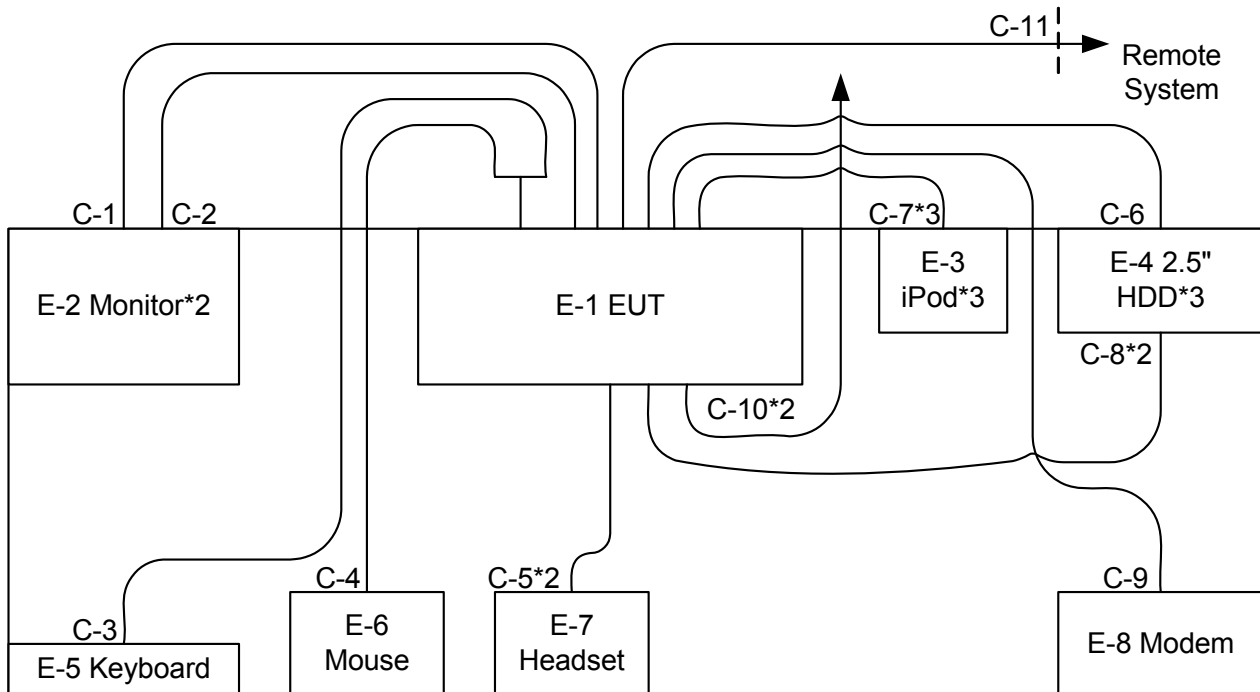 C-11
Remote
System
C-1
C-2
C-7*3
C-6
E-2 Monitor*2
E-1 EUT
E-3
iPod*3
E-4 2.5"
HDD*3
C-8*2
C-10*2
C-4
C-5*2
C-9
C-3
E-5 Keyboard
E-6
Mouse
E-7
Headset
E-8 Modem